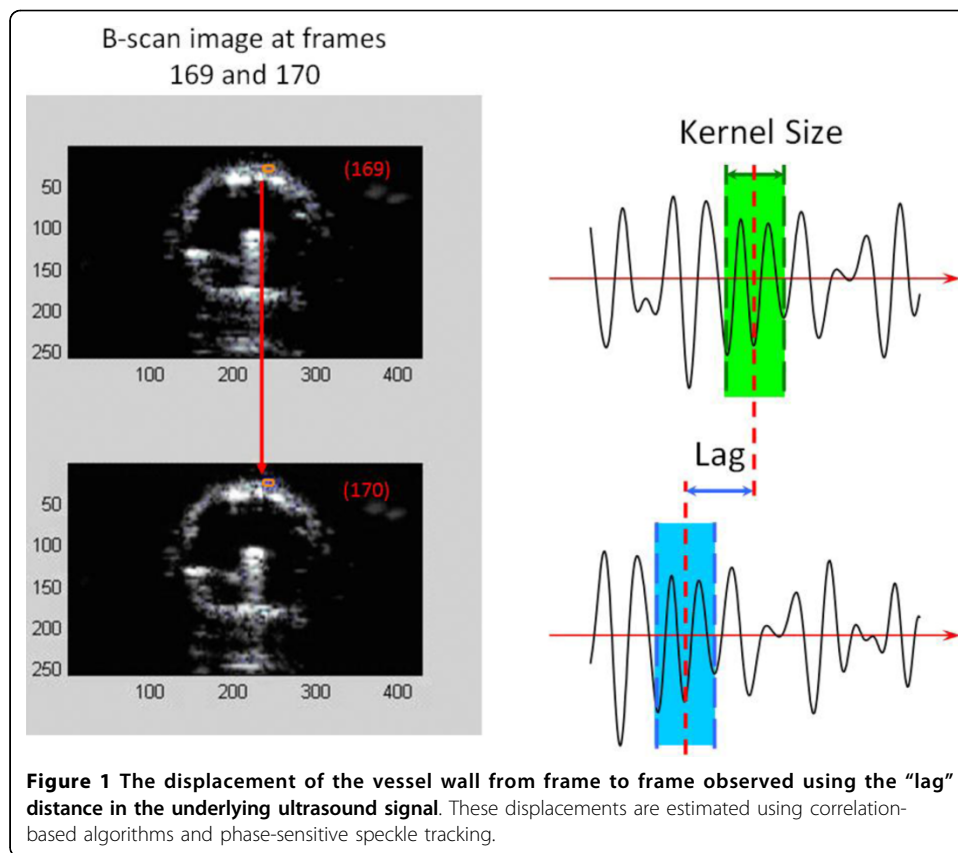 B-scan image at frames
169 and 170
(169)
50
100
150
200
250
100 200 300 400
(170)
50
100
150
200
250
100 200 300 400
Kernel Size
Lag
Figure 1 The displacement of the vessel wall from frame to frame observed using the “lag”
distance in the underlying ultrasound signal. These displacements are estimated using correlation-
based algorithms and phase-sensitive speckle tracking.